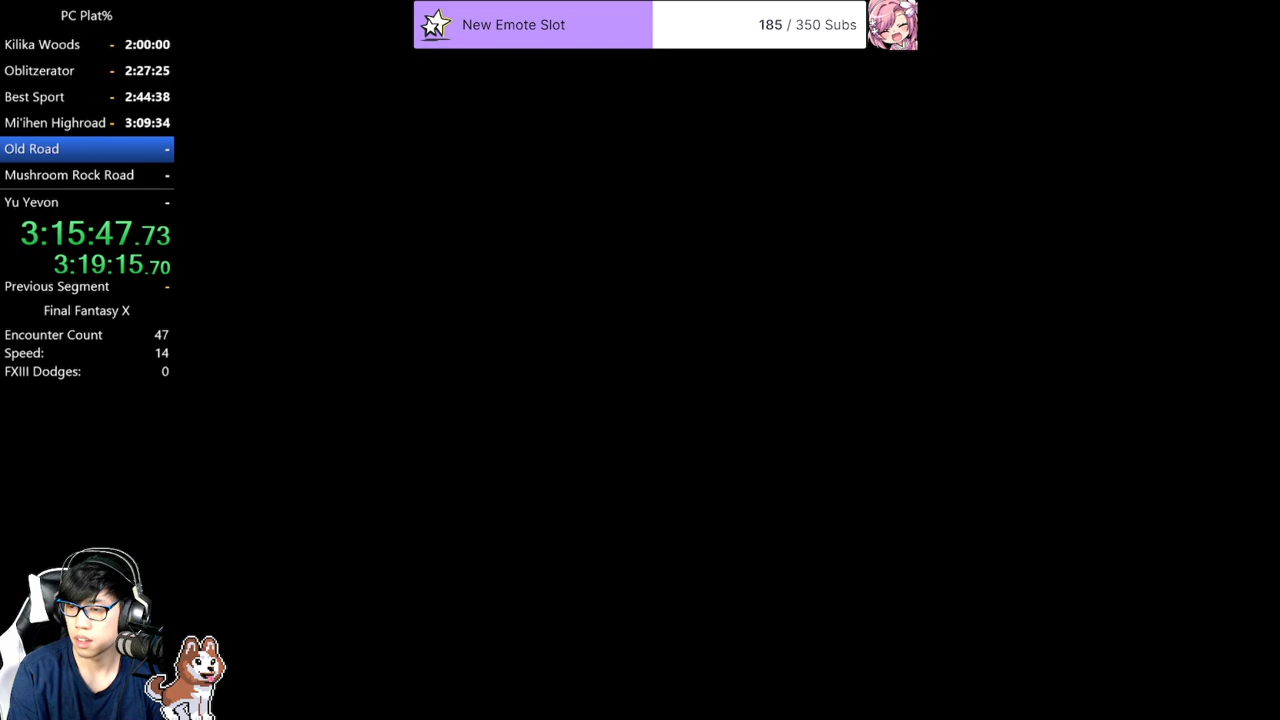 PC Plat%
New Emote Slot 185 / 350 Subs
Kilika Woods - 2:00:00
Oblitzerator - 2:27:25
Best Sport - 2:44:38
Mi'ihen Highroad - 3:09:34
Old Road -
Mushroom Rock Road -
Yu Yevon -
3:15:47.73
3:19:15.70
Previous Segment -
Final Fantasy X
Encounter Count 47
Speed: 14
FXIII Dodges: 0